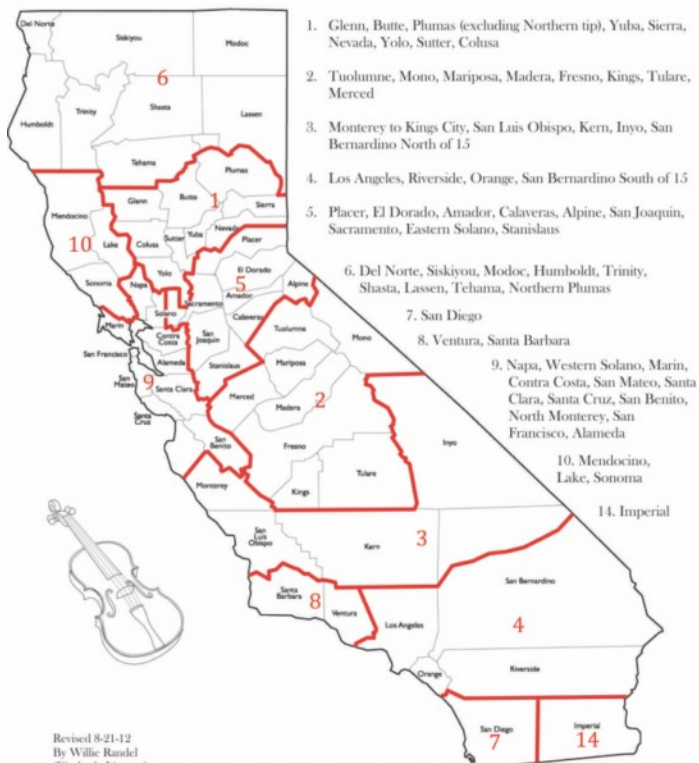 Del Norte
Siskiyou
Modoc
6
Humboldt
Trinity
Shasta
Lassen
Tehama
Plumas
Glenn
Butte
1
Sierra
Mendocino
10
Lake
Colusa
Sutter
Yuba
Nevada
Placer
Yolo
El Dorado
5
Sonoma
Napa
Sacramento
Amador
Alpine
Solano
Calaveras
Marin
Contra
Costa
San
Joaquin
Tuolumne
Mono
San Francisco
Alameda
Stanislaus
Mariposa
San
Mateo
9
Santa Clara
Merced
2
Santa
Cruz
Madera
San
Benito
Fresno
Inyo
Monterey
Kings
Tulare
San
Luis
Obispo
Kern
3
Santa
Barbara
8
Ventura
Los Angeles
San Bernardino
4
Orange
Riverside
San Diego
7
Imperial
14
1. Glenn, Butte, Plumas (excluding Northern tip), Yuba, Sierra,
Nevada, Yolo, Sutter, Colusa
2. Tuolumne, Mono, Mariposa, Madera, Fresno, Kings, Tulare,
Merced
3. Monterey to Kings City, San Luis Obispo, Kern, Inyo, San
Bernardino North of 15
4. Los Angeles, Riverside, Orange, San Bernardino South of 15
5. Placer, El Dorado, Amador, Calaveras, Alpine, San Joaquin,
Sacramento, Eastern Solano, Stanislaus
6. Del Norte, Siskiyou, Modoc, Humboldt, Trinity,
Shasta, Lassen, Tehama, Northern Plumas
7. San Diego
8. Ventura, Santa Barbara
9. Napa, Western Solano, Marin,
Contra Costa, San Mateo, Santa
Clara, Santa Cruz, San Benito,
North Monterey, San
Francisco, Alameda
10. Mendocino,
Lake, Sonoma
14. Imperial
Revised 8-21-12
By Willie Randel